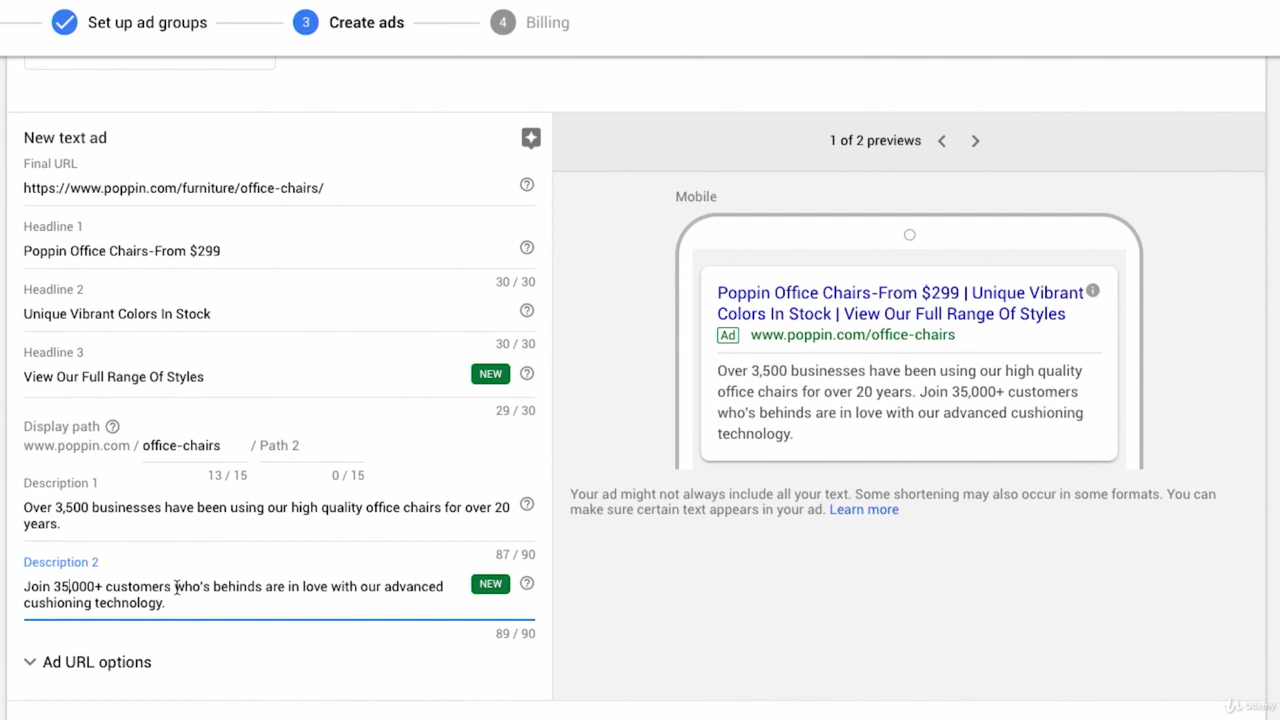 Set up ad groups
3 Create ads
4 Billing
New text ad
Final URL
https://www.poppin.com/furniture/office-chairs/
Headline 1
Poppin Office Chairs-From $299
30 / 30
Headline 2
Unique Vibrant Colors In Stock
30 / 30
Headline 3
View Our Full Range Of Styles
NEW
29 / 30
Display path
www.poppin.com / office-chairs / Path 2
13 / 15 0 / 15
Description 1
Over 3,500 businesses have been using our high quality office chairs for over 20
years.
87 / 90
Description 2
Join 35,000+ customers who's behinds are in love with our advanced
cushioning technology.
NEW
89 / 90
Ad URL options
1 of 2 previews
Mobile
Poppin Office Chairs-From $299 | Unique Vibrant
Colors In Stock | View Our Full Range Of Styles
Ad www.poppin.com/office-chairs
Over 3,500 businesses have been using our high quality
office chairs for over 20 years. Join 35,000+ customers
who's behinds are in love with our advanced cushioning
technology.
Your ad might not always include all your text. Some shortening may also occur in some formats. You can
make sure certain text appears in your ad. Learn more
Udemy